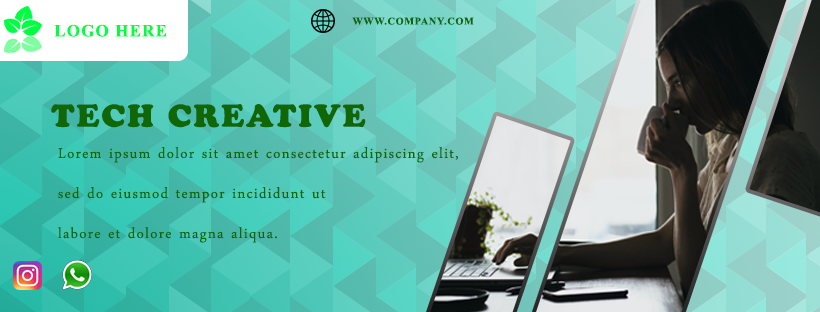 LOGO HERE
WWW.COMPANY.COM
TECH CREATIVE
Lorem ipsum dolor sit amet consectetur adipiscing elit,
sed do eiusmod tempor incididunt ut
labore et dolore magna aliqua.